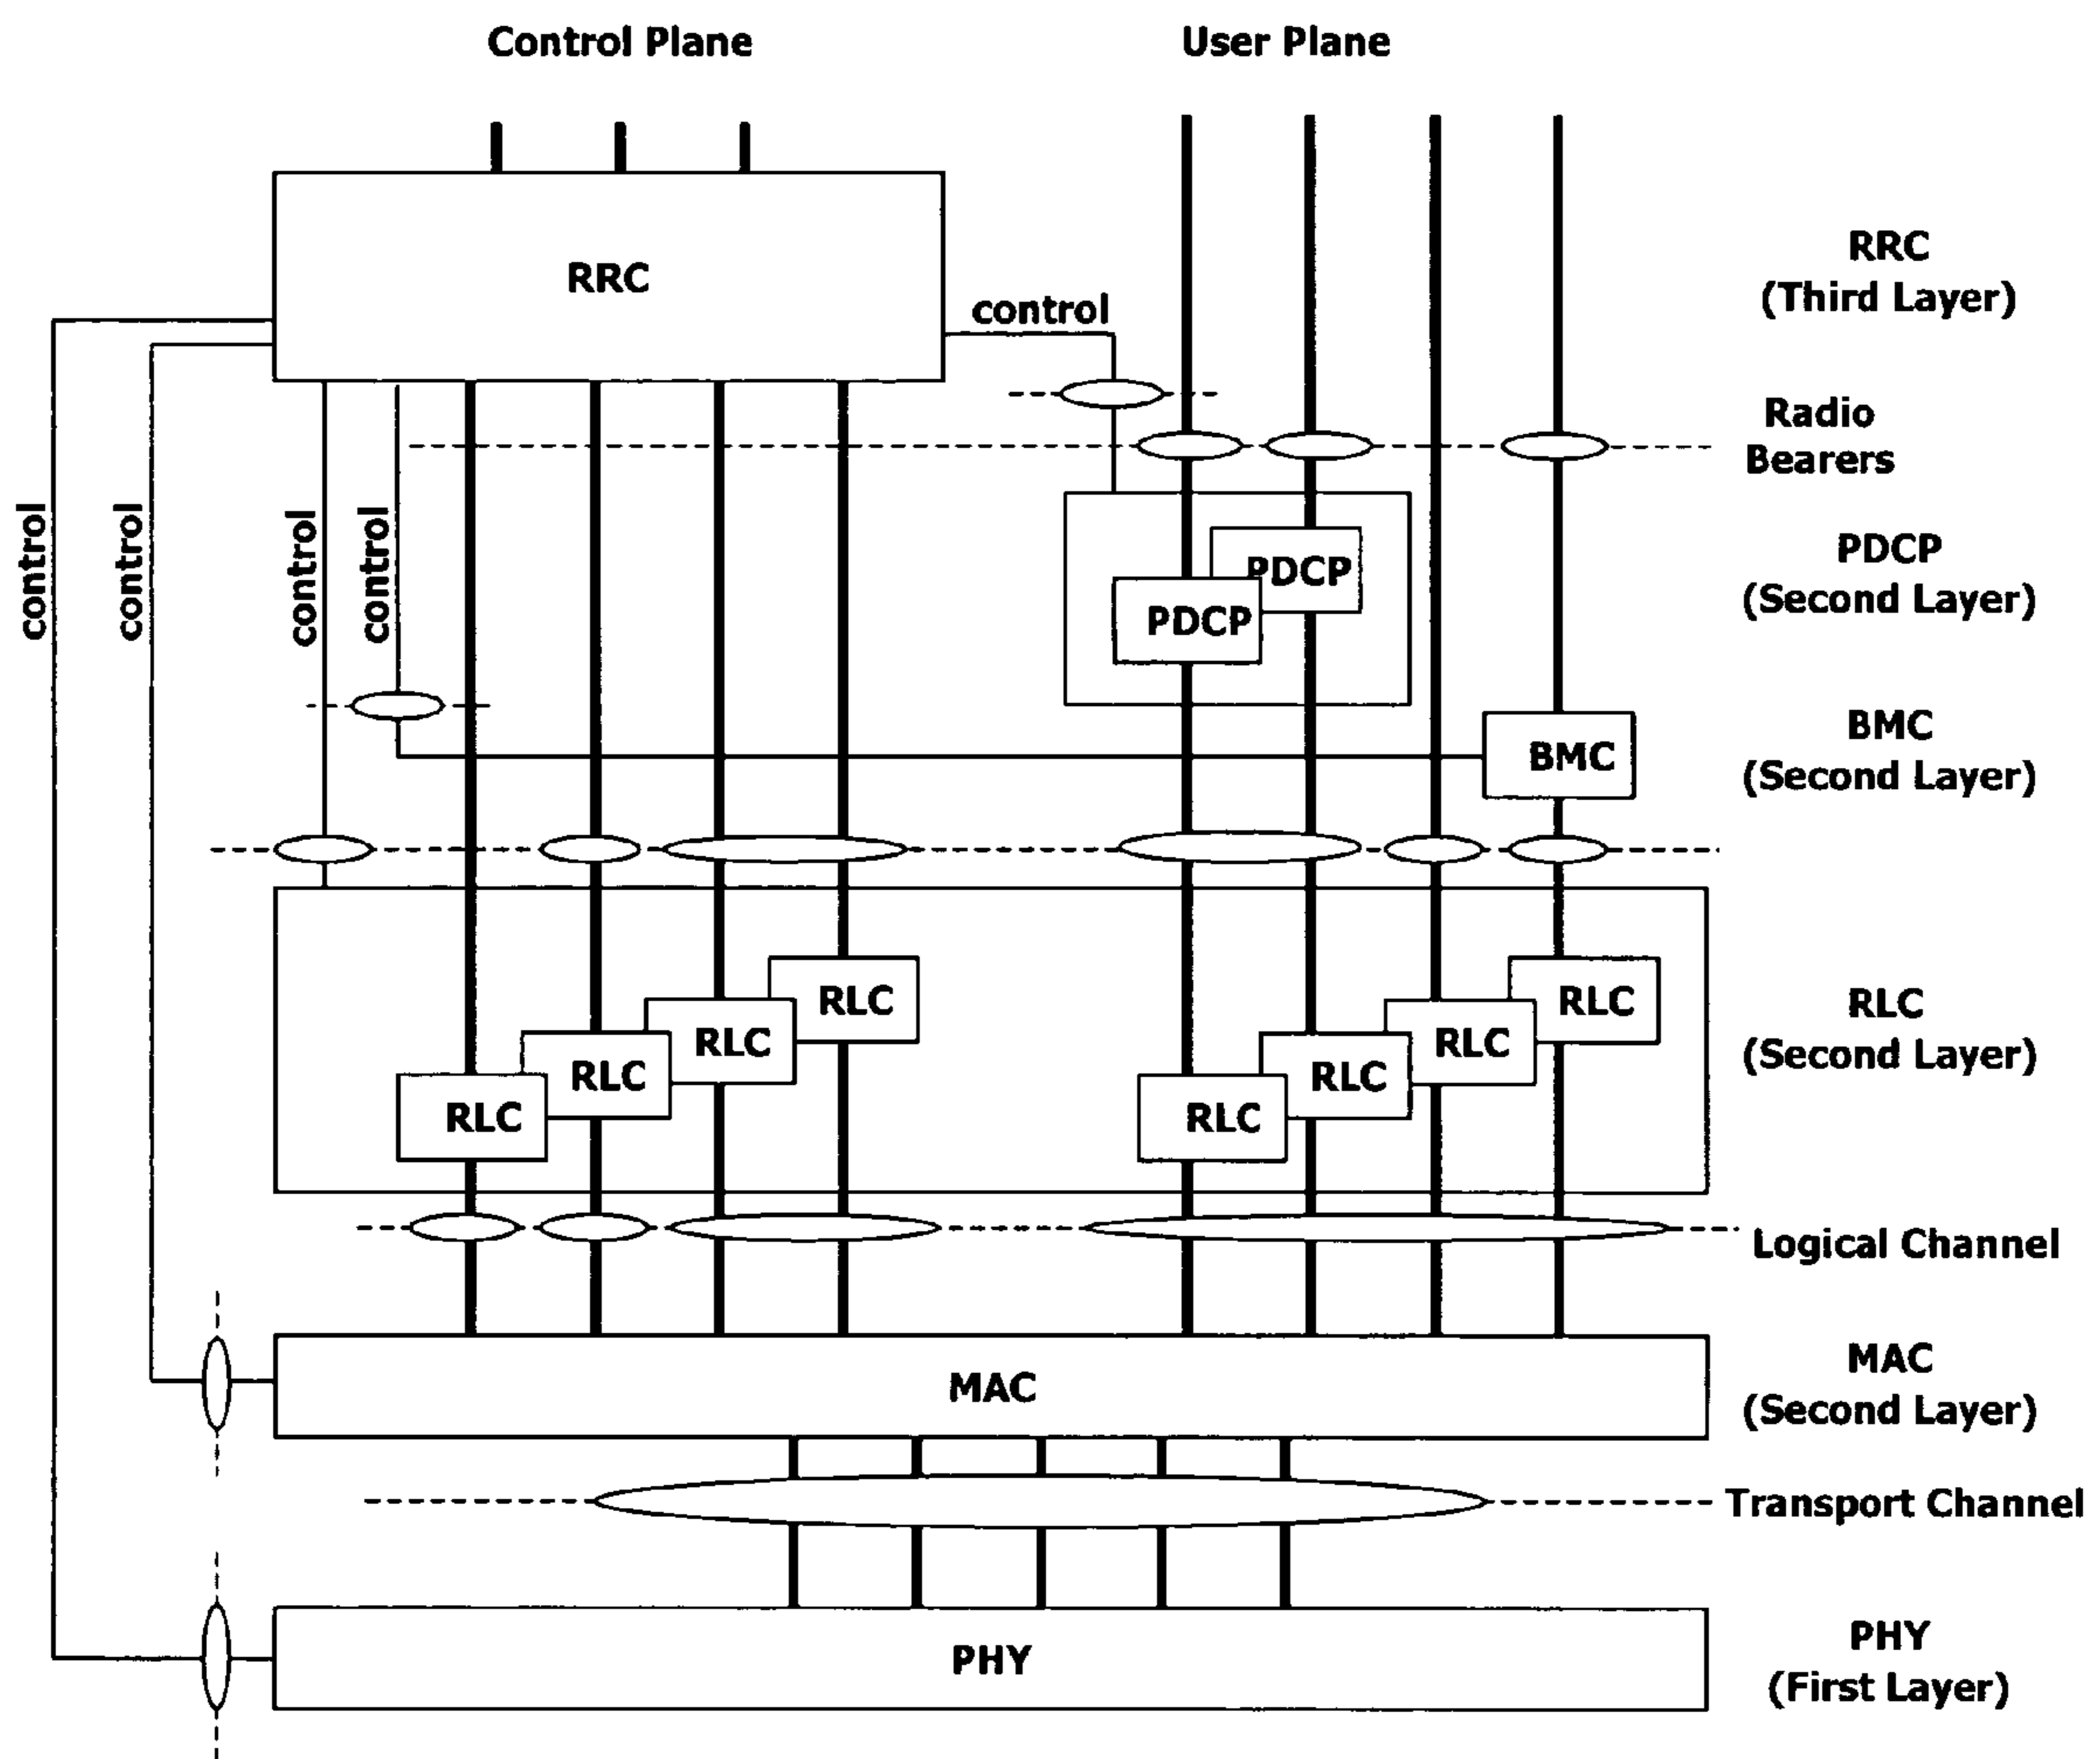 Control Plane
User Plane
RRC
control
RRC
(Third Layer)
Radio
Bearers
control
control
control
control
PDCP
PDCP
PDCP
(Second Layer)
BMC
BMC
(Second Layer)
RLC
RLC
RLC
RLC
RLC
RLC
RLC
RLC
RLC
(Second Layer)
Logical Channel
MAC
MAC
(Second Layer)
Transport Channel
PHY
PHY
(First Layer)